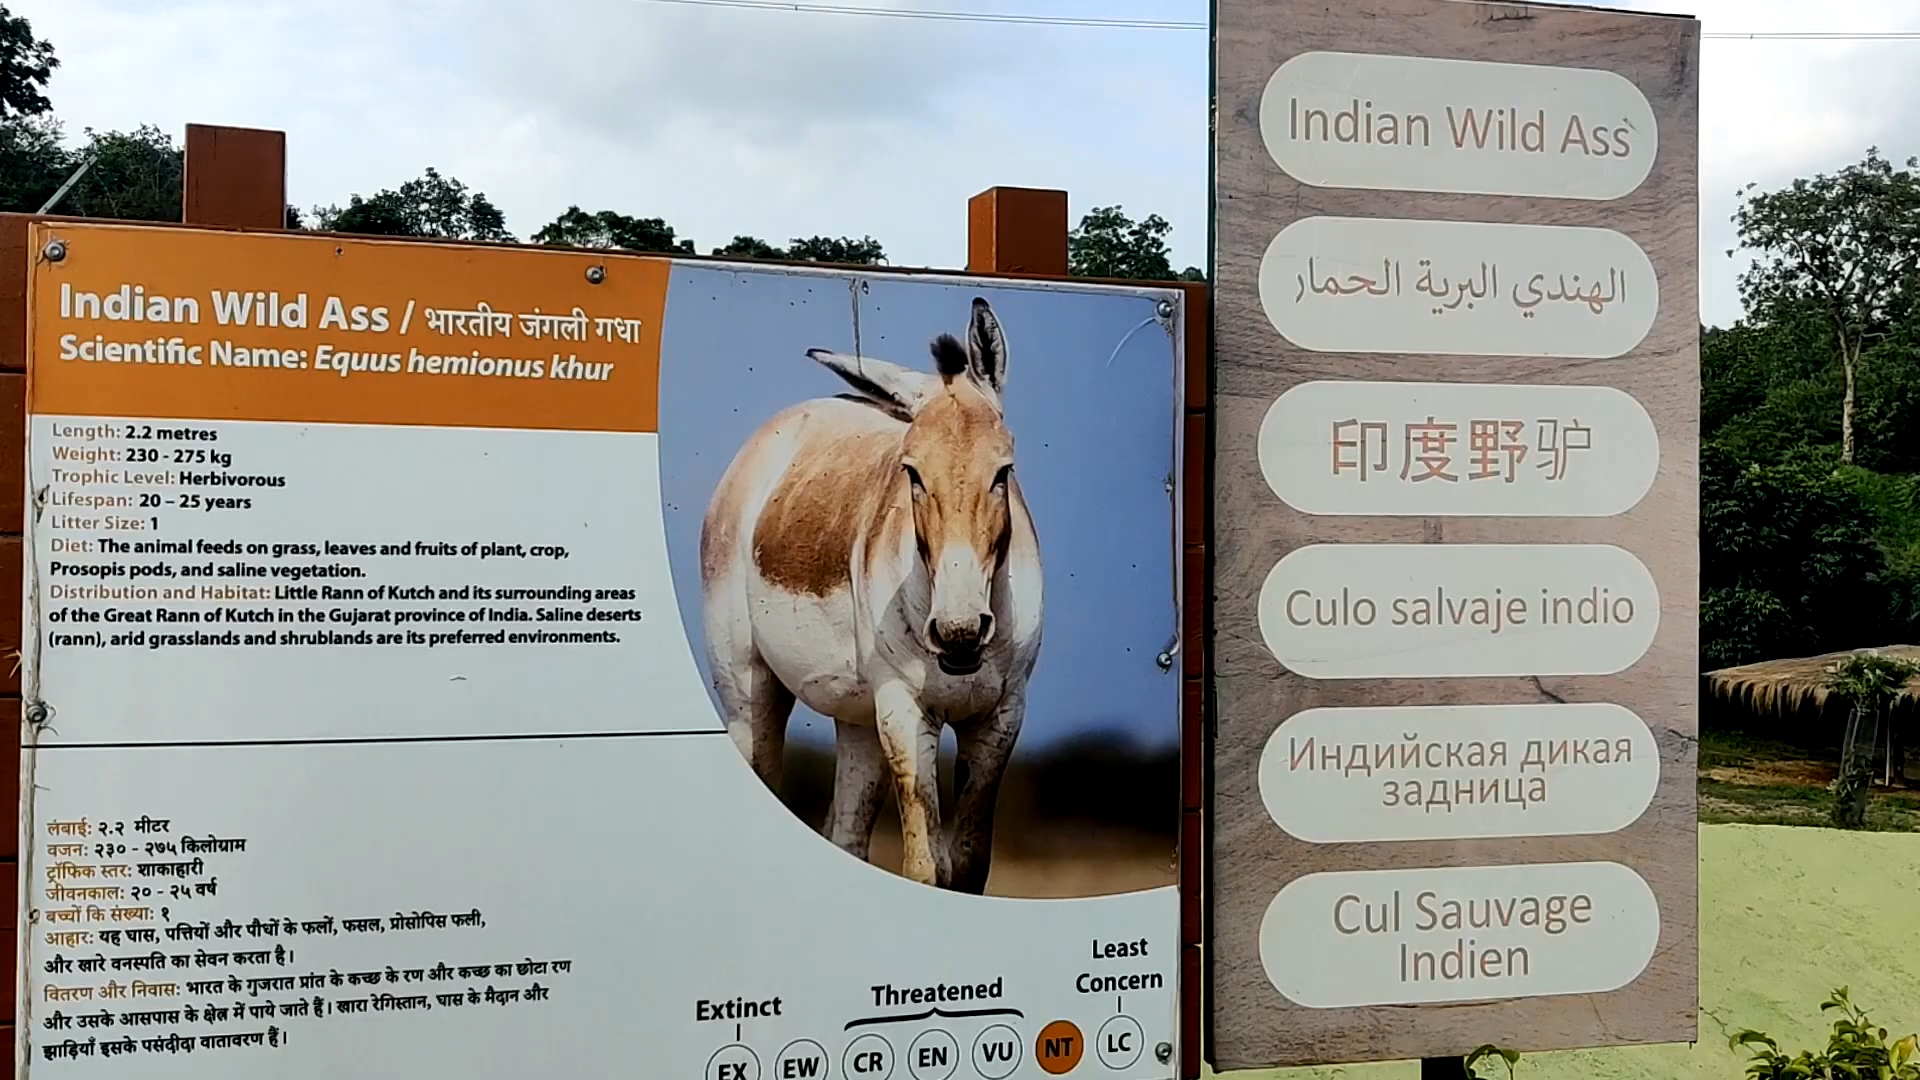 Indian Wild Ass / भारतीय जंगली गधा
Scientific Name: Equus hemionus khur
Length: 2.2 metres
Weight: 230 - 275 kg
Trophic Level: Herbivorous
Lifespan: 20 – 25 years
Litter Size: 1
Diet: The animal feeds on grass, leaves and fruits of plant, crop,
Prosopis pods, and saline vegetation.
Distribution and Habitat: Little Rann of Kutch and its surrounding areas
of the Great Rann of Kutch in the Gujarat province of India. Saline deserts
(rann), arid grasslands and shrublands are its preferred environments.
लंबाई: २.२ मीटर
वजन: २३० - २७५ किलोग्राम
ट्रॉफिक स्तर: शाकाहारी
जीवनकाल: २० - २५ वर्ष
बच्चों कि संख्या: १
आहार: यह घास, पत्तियों और पौधों के फलों, फसल, प्रोसोपिस फली,
और खारे वनस्पति का सेवन करता है।
वितरण और निवास: भारत के गुजरात प्रांत के कच्छ के रण और कच्छ का छोटा रण
और उसके आसपास के क्षेत्र में पाये जाते हैं। खारा रेगिस्तान, घास के मैदान और
झाड़ियाँ इसके पसंदीदा वातावरण हैं।
Extinct
Threatened
Least
Concern
EX EW CR EN VU NT LC
Indian Wild Ass
الهندي البرية الحمار
印度野驴
Culo salvaje indio
Индийская дикая
задница
Cul Sauvage
Indien